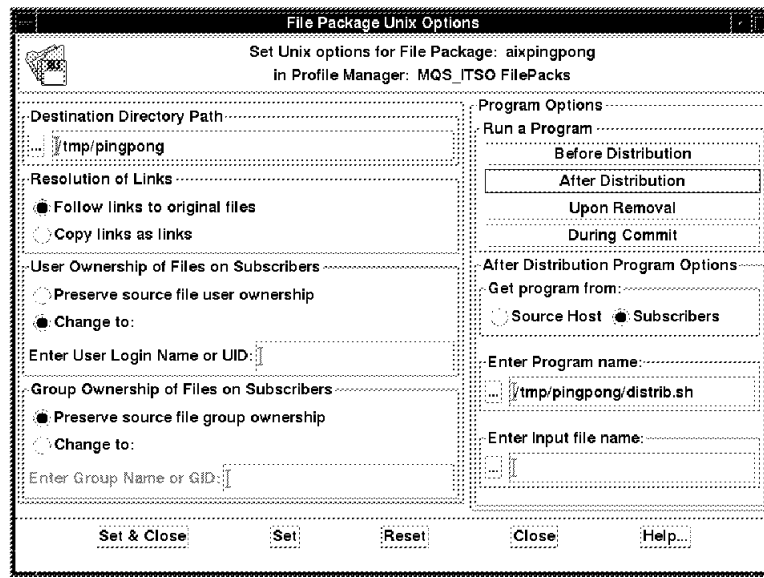 File Package Unix Options
Set Unix options for File Package: aixpingpong
in Profile Manager: MQS_ITSO FilePacks
Destination Directory Path
... /tmp/pingpong
Resolution of Links
Follow links to original files
Copy links as links
User Ownership of Files on Subscribers
Preserve source file user ownership
Change to:
Enter User Login Name or UID:
Group Ownership of Files on Subscribers
Preserve source file group ownership
Change to:
Enter Group Name or GID:
Program Options
Run a Program
Before Distribution
After Distribution
Upon Removal
During Commit
After Distribution Program Options
Get program from:
Source Host Subscribers
Enter Program name:
... /tmp/pingpong/distrib.sh
Enter Input file name:
...
Set & Close Set Reset Close Help...